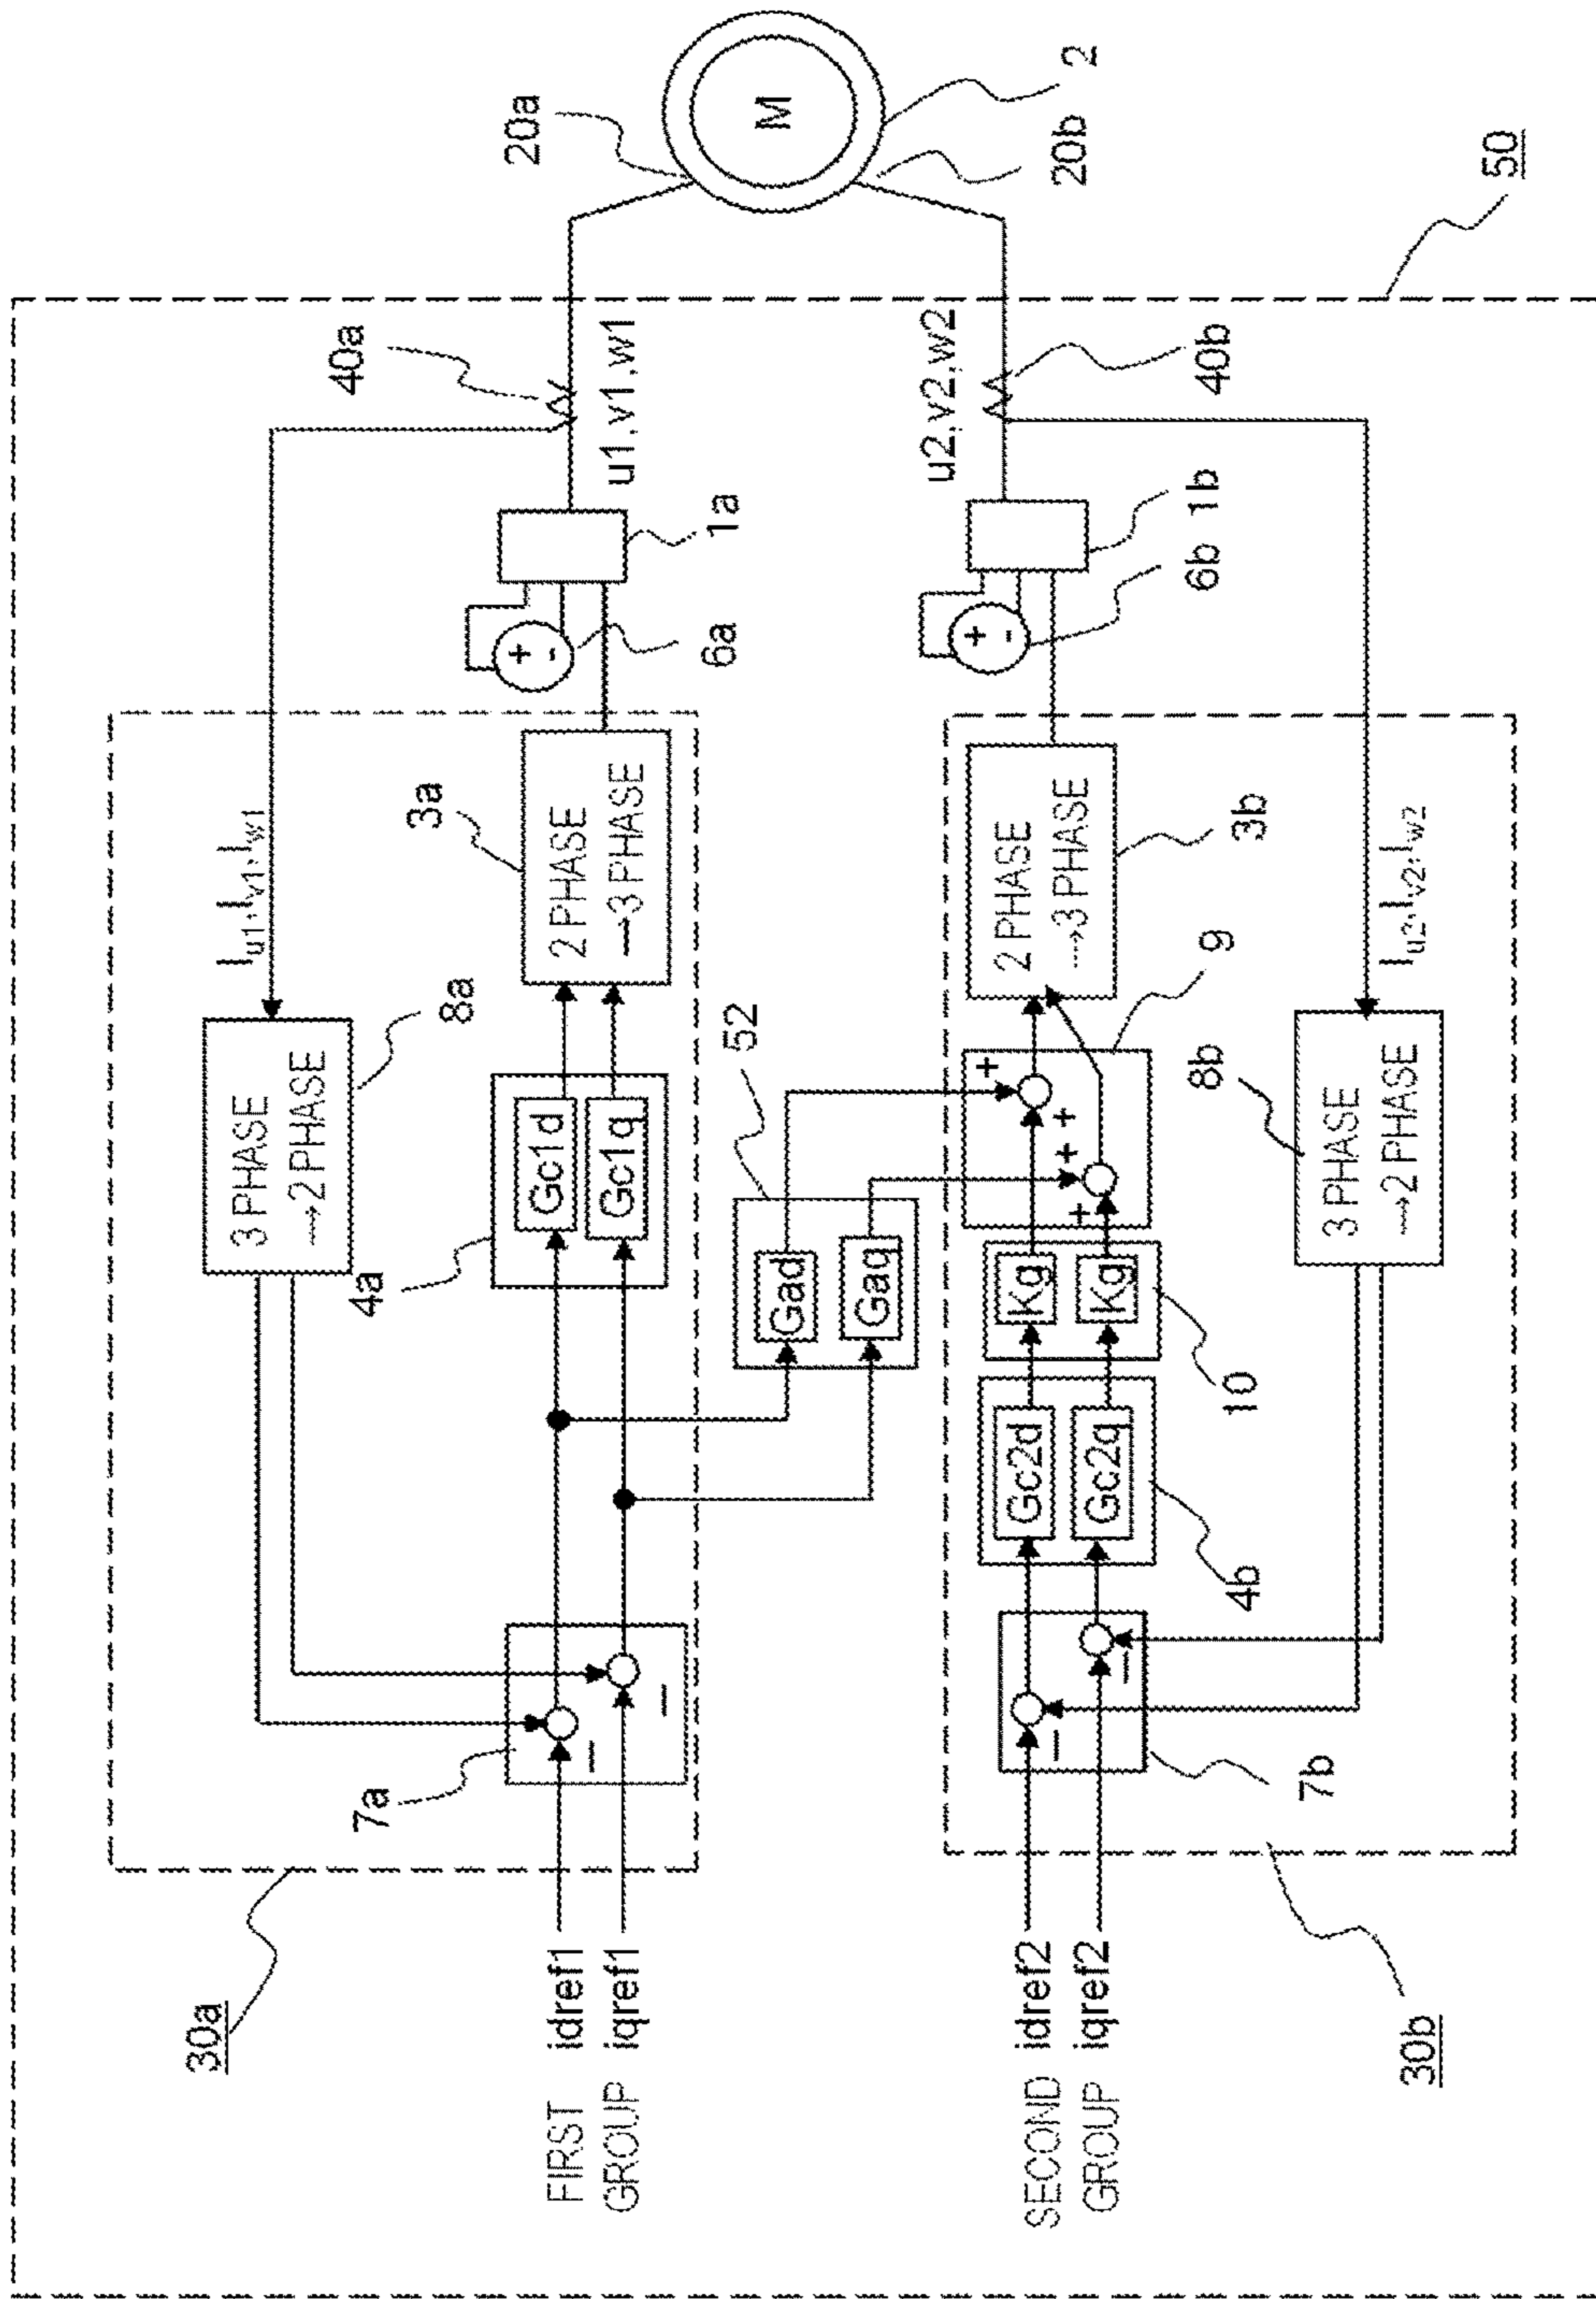 30a
FIRST
GROUP
idref1
iqref1
7a
3 PHASE
→2 PHASE
8a
Iu1,Iv1,Iw1
4a
Gc1d
Gc1q
3a
2 PHASE
→3 PHASE
+
-
6a
1a
40a
u1,v1,w1
20a
M
2
20b
50
52
Gad
Gaq
SECOND
GROUP
idref2
iqref2
30b
7b
4b
Gc2d
Gc2q
10
Kg
Kg
+
+
+
+
9
2 PHASE
→3 PHASE
3b
+
-
6b
1b
u2,v2,w2
40b
8b
3 PHASE
→2 PHASE
Iu2,Iv2,Iw2
−
−
−
−